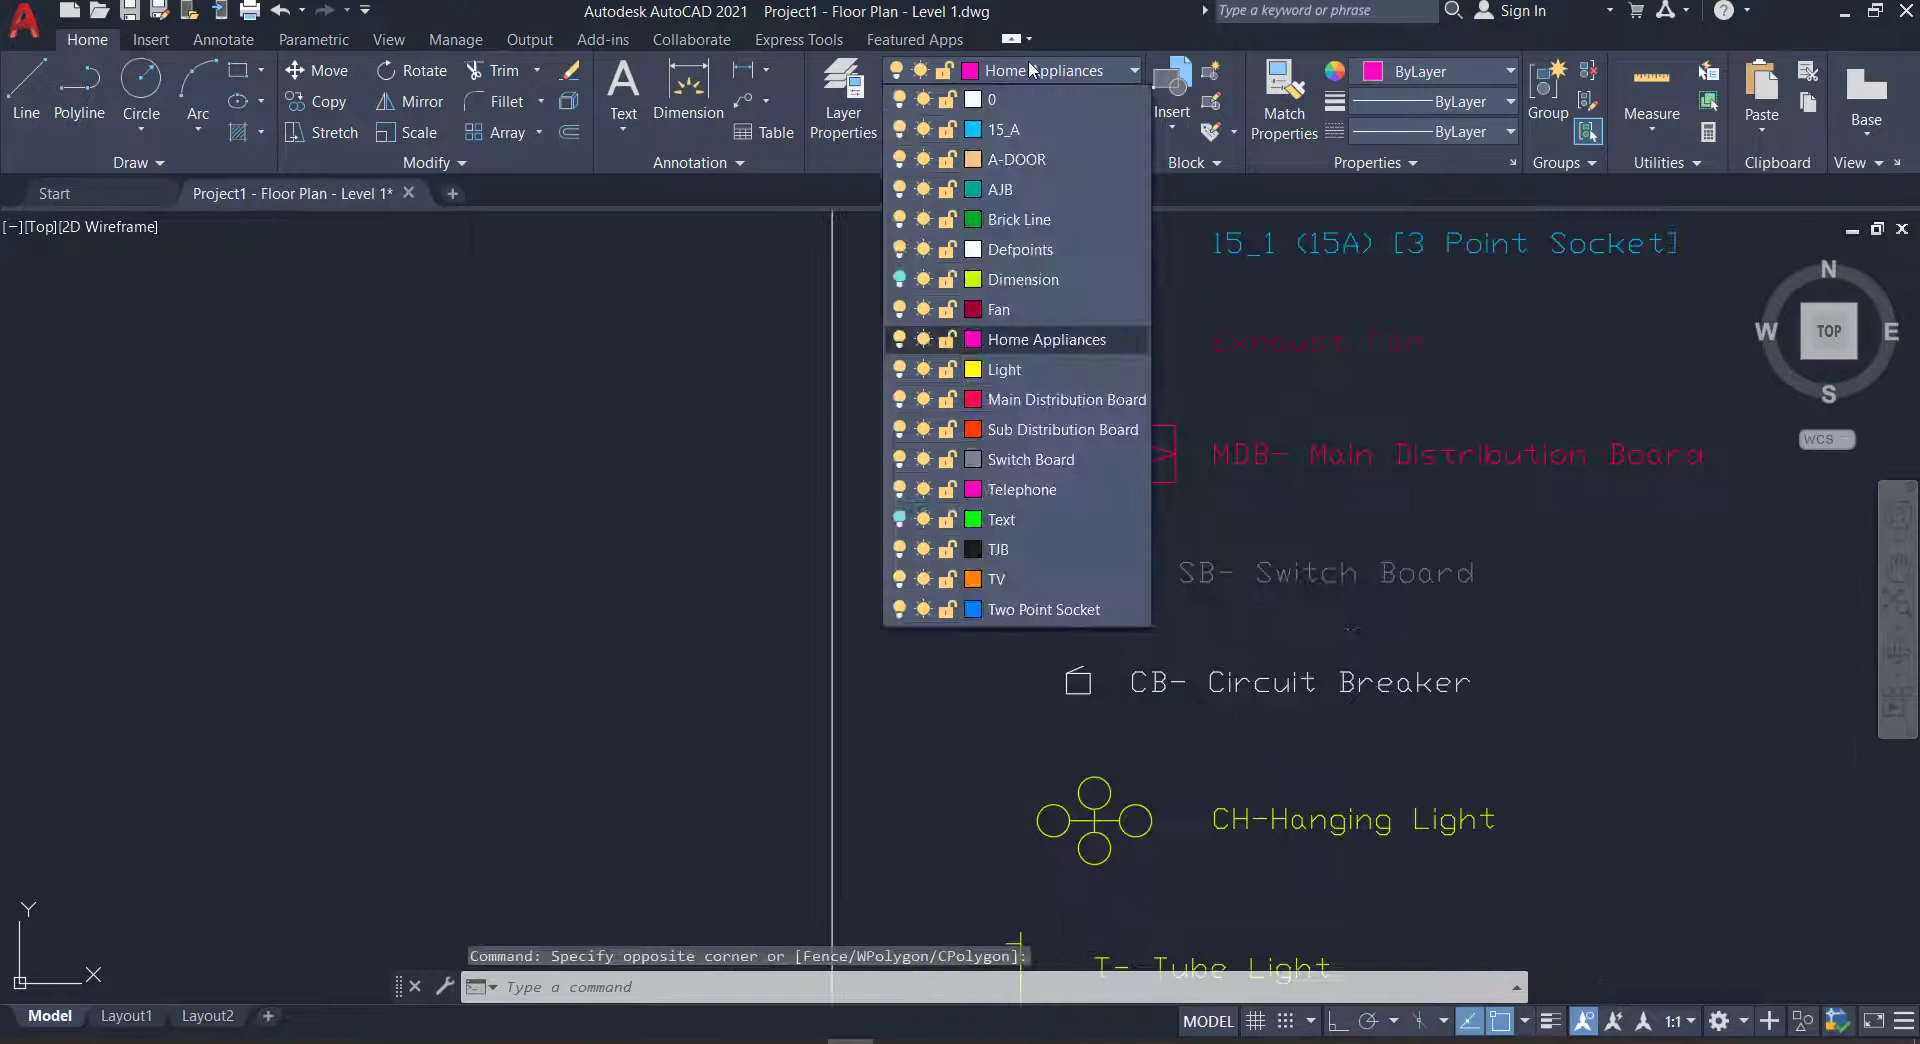 Autodesk AutoCAD 2021 Project1 - Floor Plan - Level 1.dwg
Type a keyword or phrase
Sign In
Home Insert Annotate Parametric View Manage Output Add-ins Collaborate Express Tools Featured Apps
Line
Polyline
Circle
Arc
Draw
Move
Rotate
Trim
Copy
Mirror
Fillet
Stretch
Scale
Array
Modify
Text
Dimension
Table
Annotation
Layer
Properties
Home Appliances
0
15_A
A-DOOR
AJB
Brick Line
Defpoints
Dimension
Fan
Home Appliances
Light
Main Distribution Board
Sub Distribution Board
Switch Board
Telephone
Text
TJB
TV
Two Point Socket
Insert
Block
Match
Properties
ByLayer
ByLayer
ByLayer
Properties
Group
Groups
Measure
Utilities
Paste
Clipboard
Base
View
Start
Project1 - Floor Plan - Level 1*
[−][Top][2D Wireframe]
15_1 (15A) [3 Point Socket]
Exhaust Fan
MDB- Main Distribution Board
SB- Switch Board
CB- Circuit Breaker
CH-Hanging Light
T- Tube Light
N
W
TOP
E
S
WCS
Y
X
Command: Specify opposite corner or [Fence/WPolygon/CPolygon]:
Type a command
Model Layout1 Layout2
MODEL
1:1